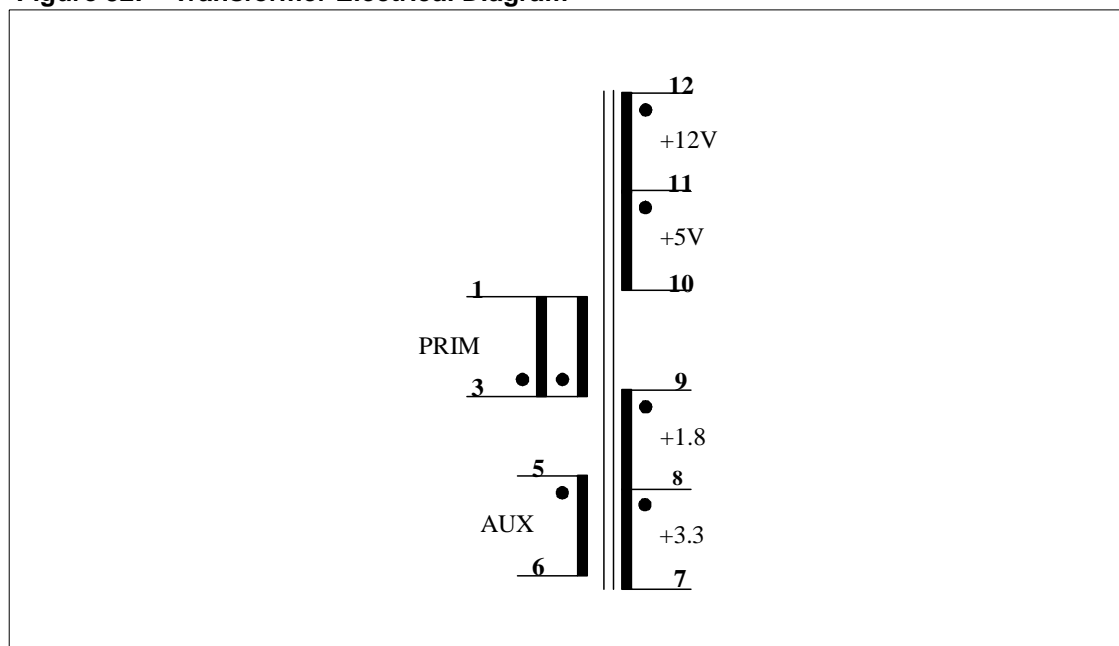 Figure
Transformer Electrical Diagram
12
+12V
11
+5V
10
1
PRIM
3
9
+1.8
8
+3.3
7
5
AUX
6